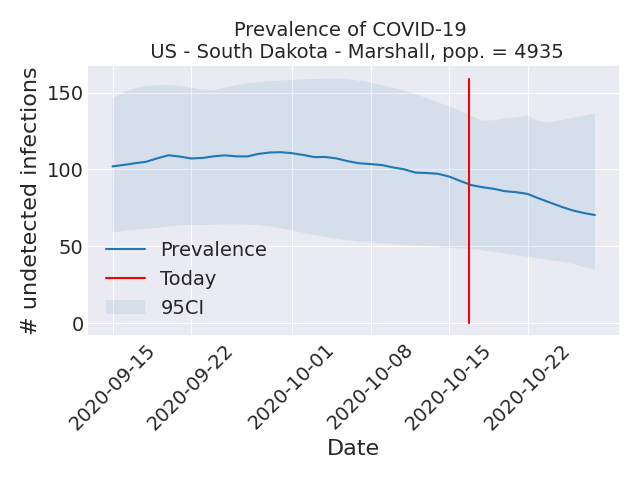 Prevalence of COVID-19
US - South Dakota - Marshall, pop. = 4935
# undetected infections
150
100
50
0
Prevalence
Today
95CI
2020-09-15
2020-09-22
2020-10-01
2020-10-08
2020-10-15
2020-10-22
Date